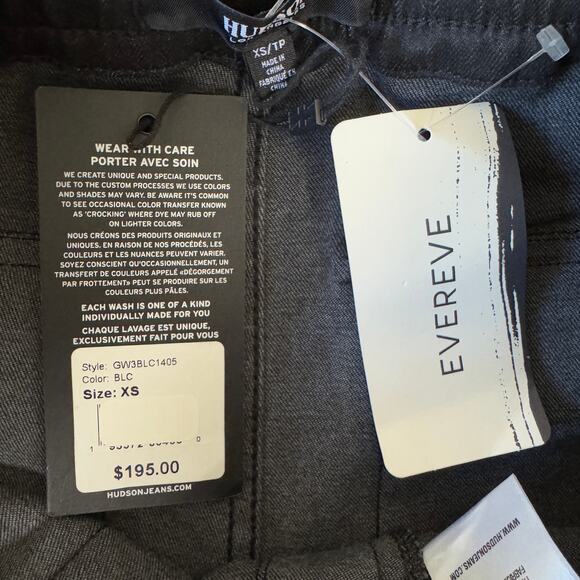 HUDSON
LOS ANGELES
XS/TP
MADE IN
CHINA
FABRIQUÉ EN
CHINE
WEAR WITH CARE
PORTER AVEC SOIN
WE CREATE UNIQUE AND SPECIAL PRODUCTS.
DUE TO THE CUSTOM PROCESSES WE USE COLORS
AND SHADES MAY VARY. BE AWARE IT'S COMMON
TO SEE OCCASIONAL COLOR TRANSFER KNOWN
AS 'CROCKING' WHERE DYE MAY RUB OFF
ON LIGHTER COLORS.
NOUS CRÉONS DES PRODUITS ORIGINAUX ET
UNIQUES. EN RAISON DE NOS PROCÉDÉS, LES
COULEURS ET LES NUANCES PEUVENT VARIER.
SOYEZ CONSCIENT QU'OCCASIONNELLEMENT, UN
TRANSFERT DE COULEURS APPELÉ «DÉGORGEMENT
PAR FROTTEMENT» PEUT SE PRODUIRE SUR LES
COULEURS PLUS PÂLES.
EACH WASH IS ONE OF A KIND
INDIVIDUALLY MADE FOR YOU
CHAQUE LAVAGE EST UNIQUE,
EXCLUSIVEMENT FAIT POUR VOUS
Style: GW3BLC1405
Color: BLC
Size: XS
$195.00
HUDSONJEANS.COM
EVEREVE
WWW.HUDSONJEANS.COM